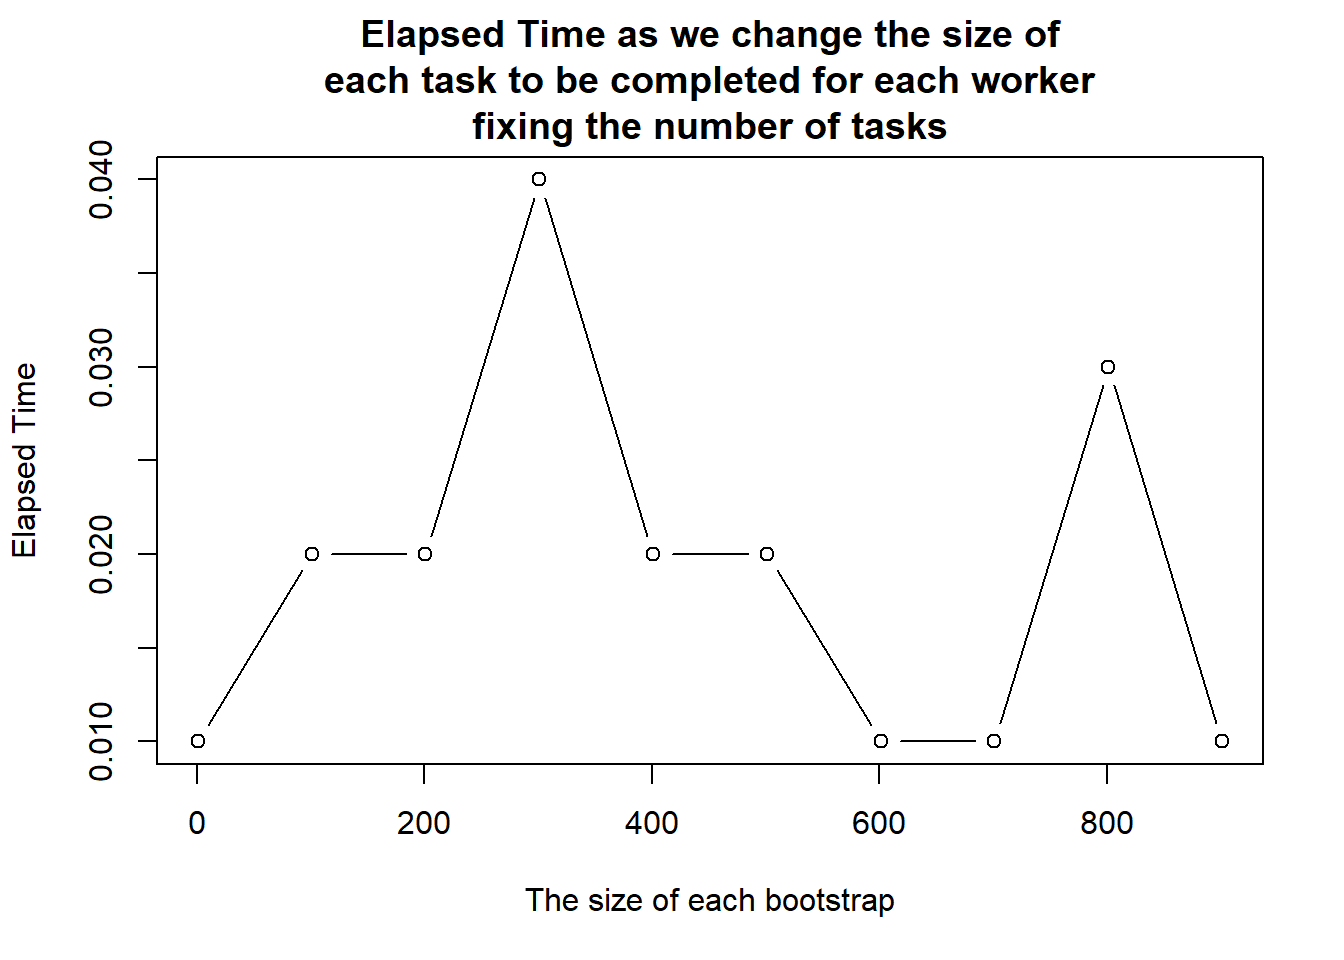 Elapsed Time as we change the size of
each task to be completed for each worker
fixing the number of tasks
Elapsed Time
0.040
0.030
0.020
0.010
0 200 400 600 800
The size of each bootstrap